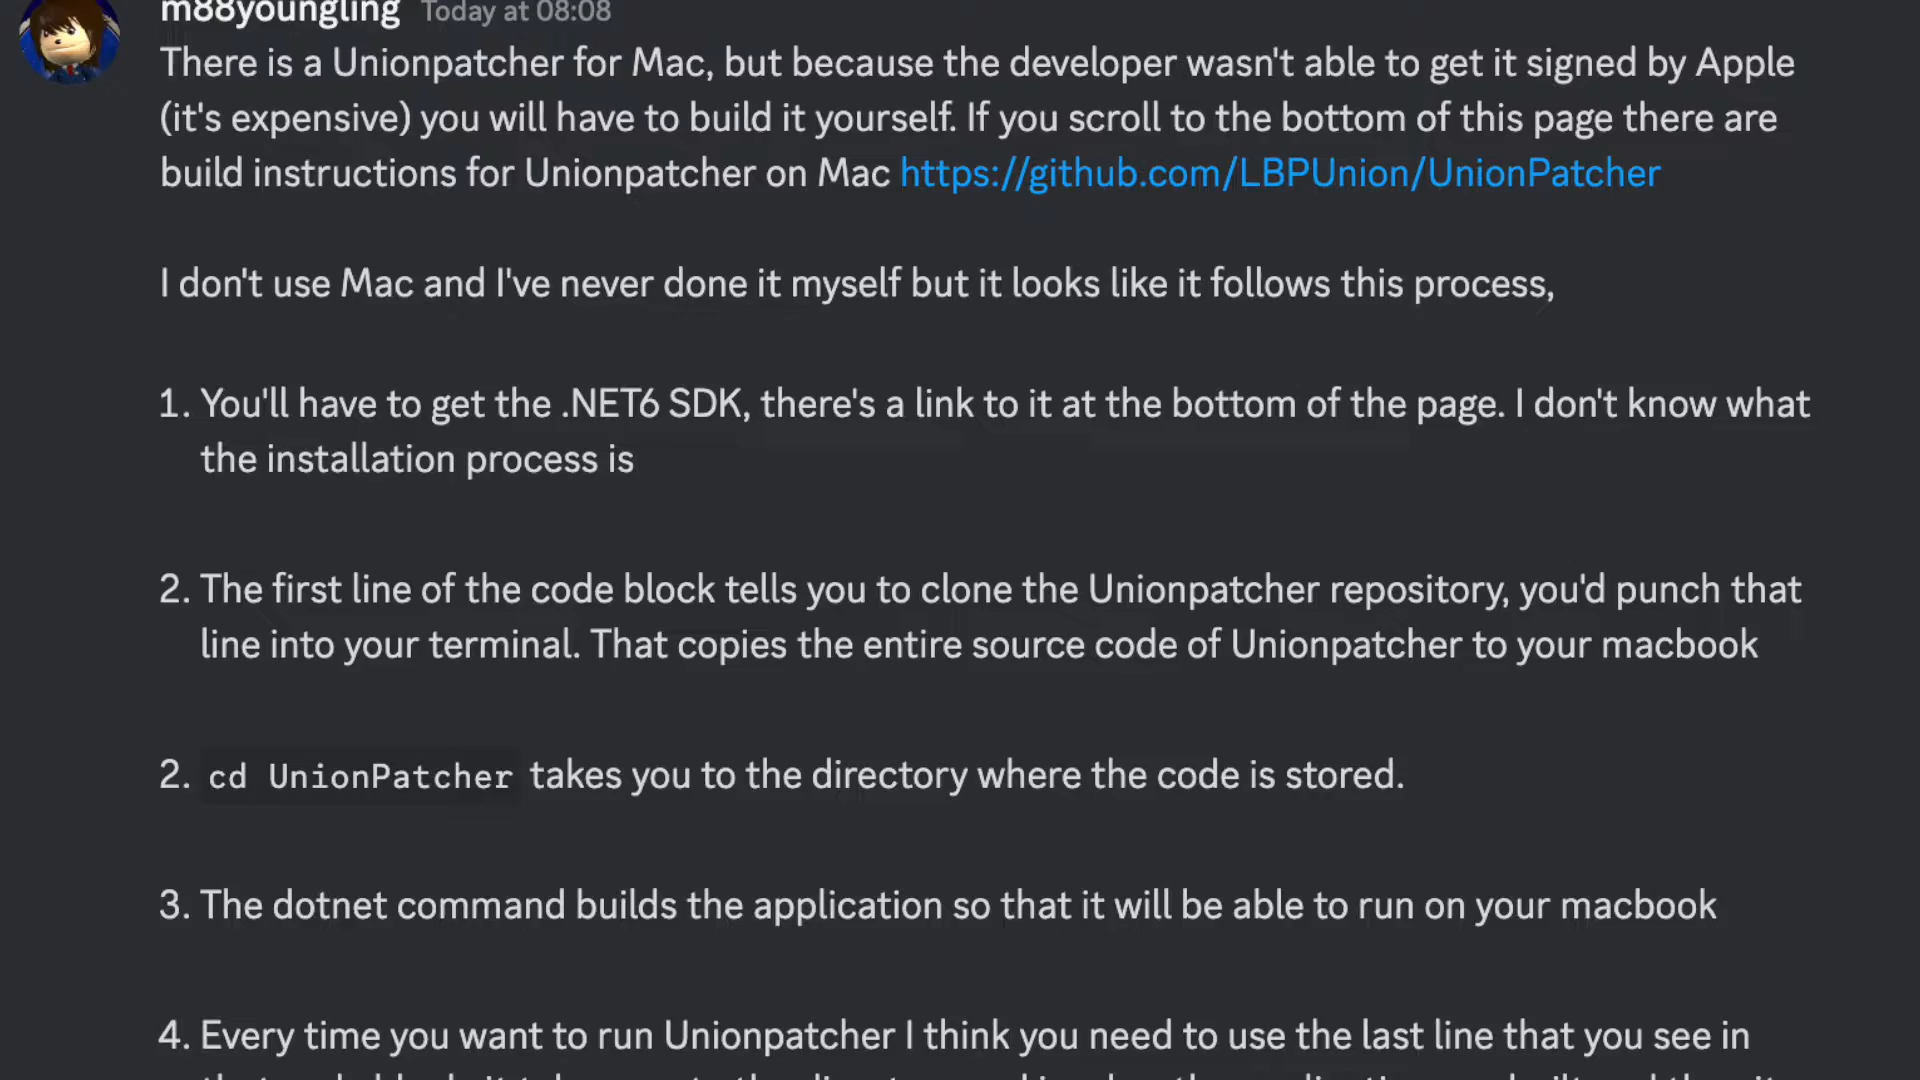 m88youngling Today at 08:08
There is a Unionpatcher for Mac, but because the developer wasn't able to get it signed by Apple
(it's expensive) you will have to build it yourself. If you scroll to the bottom of this page there are
build instructions for Unionpatcher on Mac https://github.com/LBPUnion/UnionPatcher
I don't use Mac and I've never done it myself but it looks like it follows this process,
1. You'll have to get the .NET6 SDK, there's a link to it at the bottom of the page. I don't know what
the installation process is
2. The first line of the code block tells you to clone the Unionpatcher repository, you'd punch that
line into your terminal. That copies the entire source code of Unionpatcher to your macbook
2. cd UnionPatcher takes you to the directory where the code is stored.
3. The dotnet command builds the application so that it will be able to run on your macbook
4. Every time you want to run Unionpatcher I think you need to use the last line that you see in